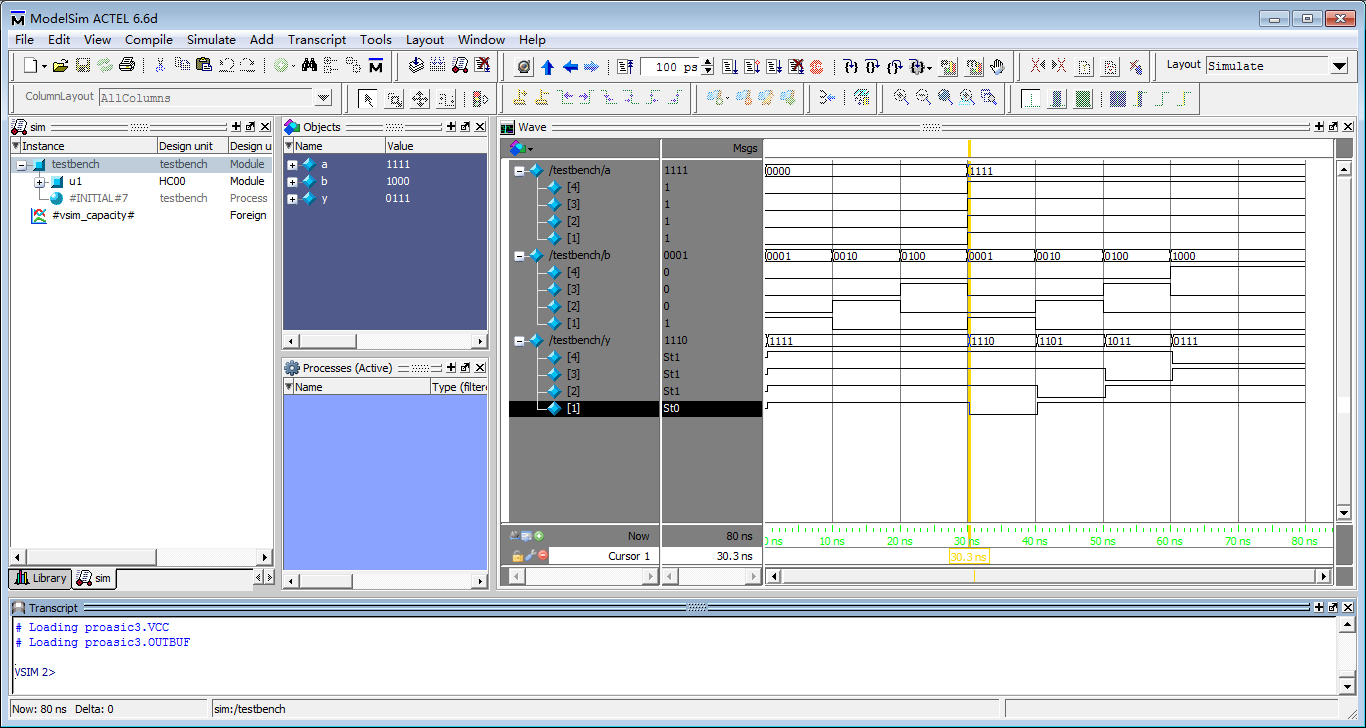 ModelSim ACTEL 6.6d
File Edit View Compile Simulate Add Transcript Tools Layout Window Help
100 ps Layout Simulate
ColumnLayout AllColumns
sim
Instance Design unit Design u
testbench testbench Module
u1 HC00 Module
#INITIAL#7 testbench Process
#vsim_capacity# Foreign
Library sim
Objects
Name Value
a 1111
b 1000
y 0111
Processes (Active)
Name Type (filtere
Wave
Msgs
/testbench/a 1111 0000 1111
[4] 1
[3] 1
[2] 1
[1] 1
/testbench/b 0001 0001 0010 0100 0001 0010 0100 1000
[4] 0
[3] 0
[2] 0
[1] 1
/testbench/y 1110 1111 1110 1101 1011 0111
[4] St1
[3] St1
[2] St1
[1] St0
Now 80 ns 0 ns 10 ns 20 ns 30 ns 40 ns 50 ns 60 ns 70 ns 80 ns
Cursor 1 30.3 ns 30.3 ns
Transcript
# Loading proasic3.VCC
# Loading proasic3.OUTBUF
VSIM 2>
Now: 80 ns Delta: 0 sim:/testbench